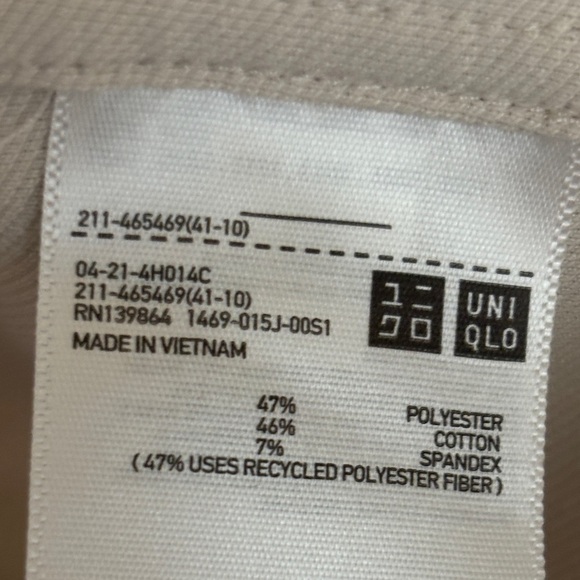 211-465469(41-10)
04-21-4H014C
211-465469(41-10)
RN139864 1469-015J-00S1
MADE IN VIETNAM
ユニ
クロ
UNI
QLO
47% POLYESTER
46% COTTON
7% SPANDEX
( 47% USES RECYCLED POLYESTER FIBER )